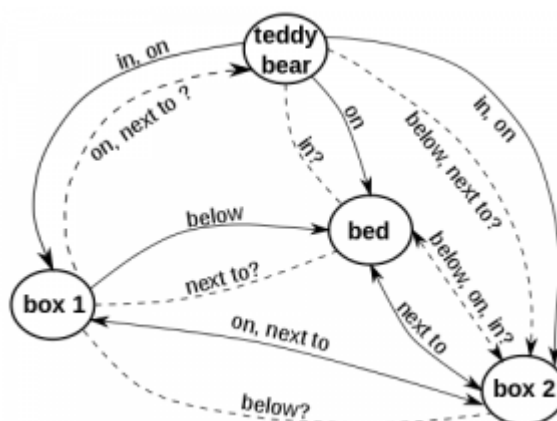 teddy
bear
in, on
on, next to ?
in?
on
in, on
below, next to?
below
bed
next to?
below, on, in?
next to
box 1
on, next to
box 2
below?